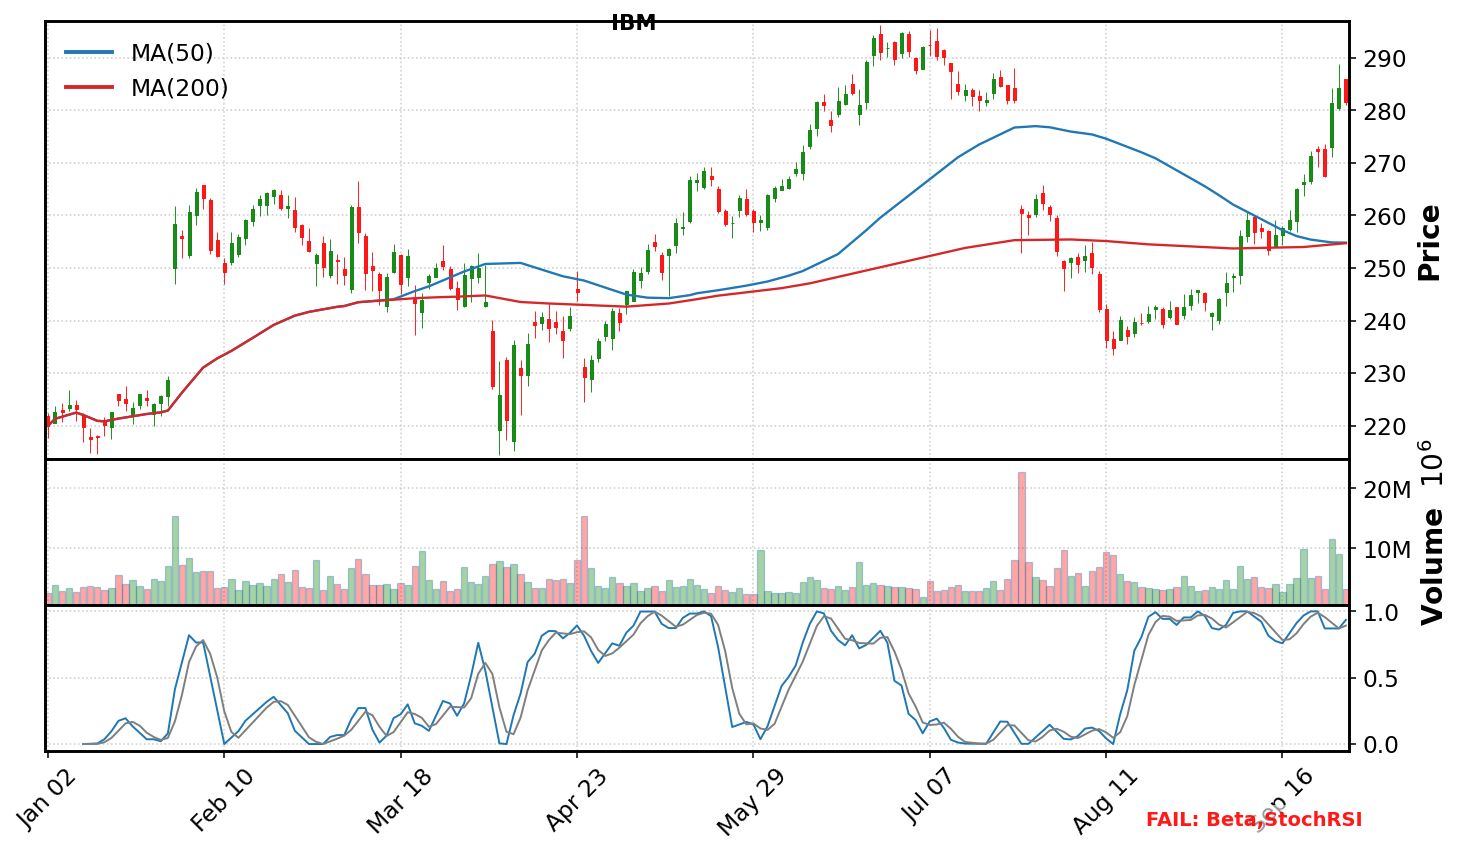 IBM
MA(50)
MA(200)
290
280
270
260
250
240
230
220
Price
20M
10M
Volume 10⁶
1.0
0.5
0.0
Jan 02
Feb 10
Mar 18
Apr 23
May 29
Jul 07
Aug 11
Sep 16
FAIL: Beta,StochRSI